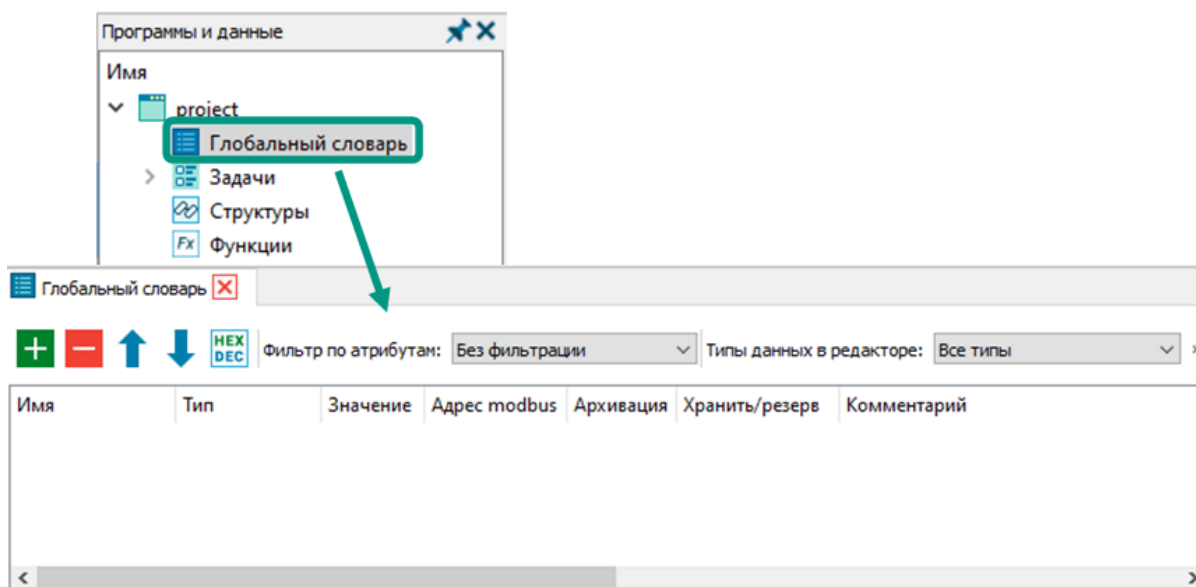 Программы и данные
Имя
project
Глобальный словарь
Задачи
Структуры
Fx Функции
Глобальный словарь
HEX
DEC
Фильтр по атрибутам: Без фильтрации Типы данных в редакторе: Все типы
Имя Тип Значение Адрес modbus Архивация Хранить/резерв Комментарий